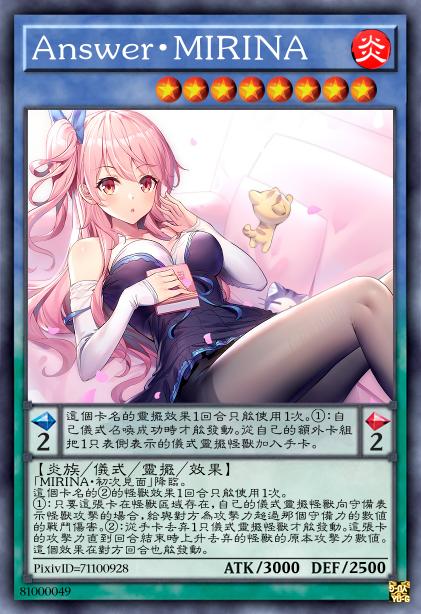 Answer・MIRINA
炎
這個卡名的靈擺效果1回合只能使用1次。①：自
己儀式召喚成功時才能發動。從自己的額外卡組
把1只表側表示的儀式靈擺怪獸加入手卡。
2
2
【炎族／儀式／靈擺／效果】
「MIRINA·初次見面」降臨。
這個卡名的②的怪獸效果1回合只能使用1次。
①：只要這張卡在怪獸區域存在，自己的儀式靈擺怪獸向守備表
示怪獸攻擊的場合，給與對方為攻擊力超過那個守備力的數值
的戰鬥傷害。②：從手卡丟弃1只儀式靈擺怪獸才能發動。這張卡
的攻擊力直到回合結束時上升丟弃的怪獸的原本攻擊力數值。
這個效果在對方回合也能發動。
PixivID=71100928
ATK/3000 DEF/2500
81000049